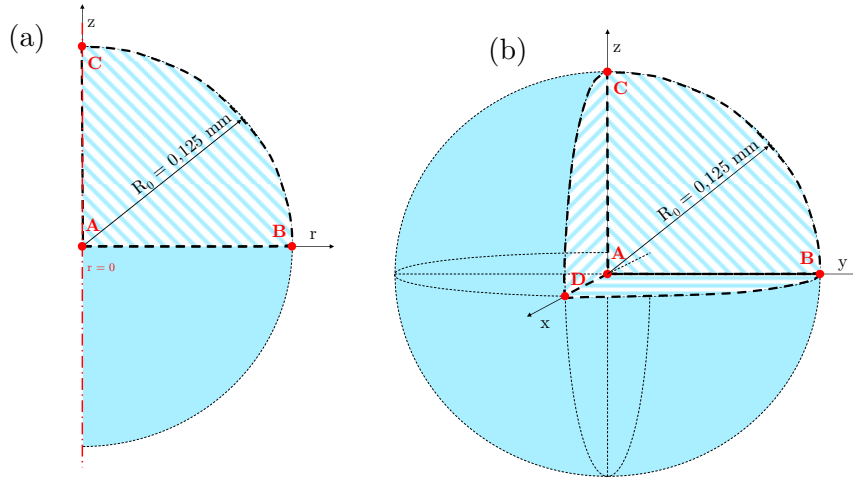 (a)
z
C
R₀ = 0,125 mm
A
B
r
r = 0
(b)
z
C
R₀ = 0,125 mm
A
B
y
D
x